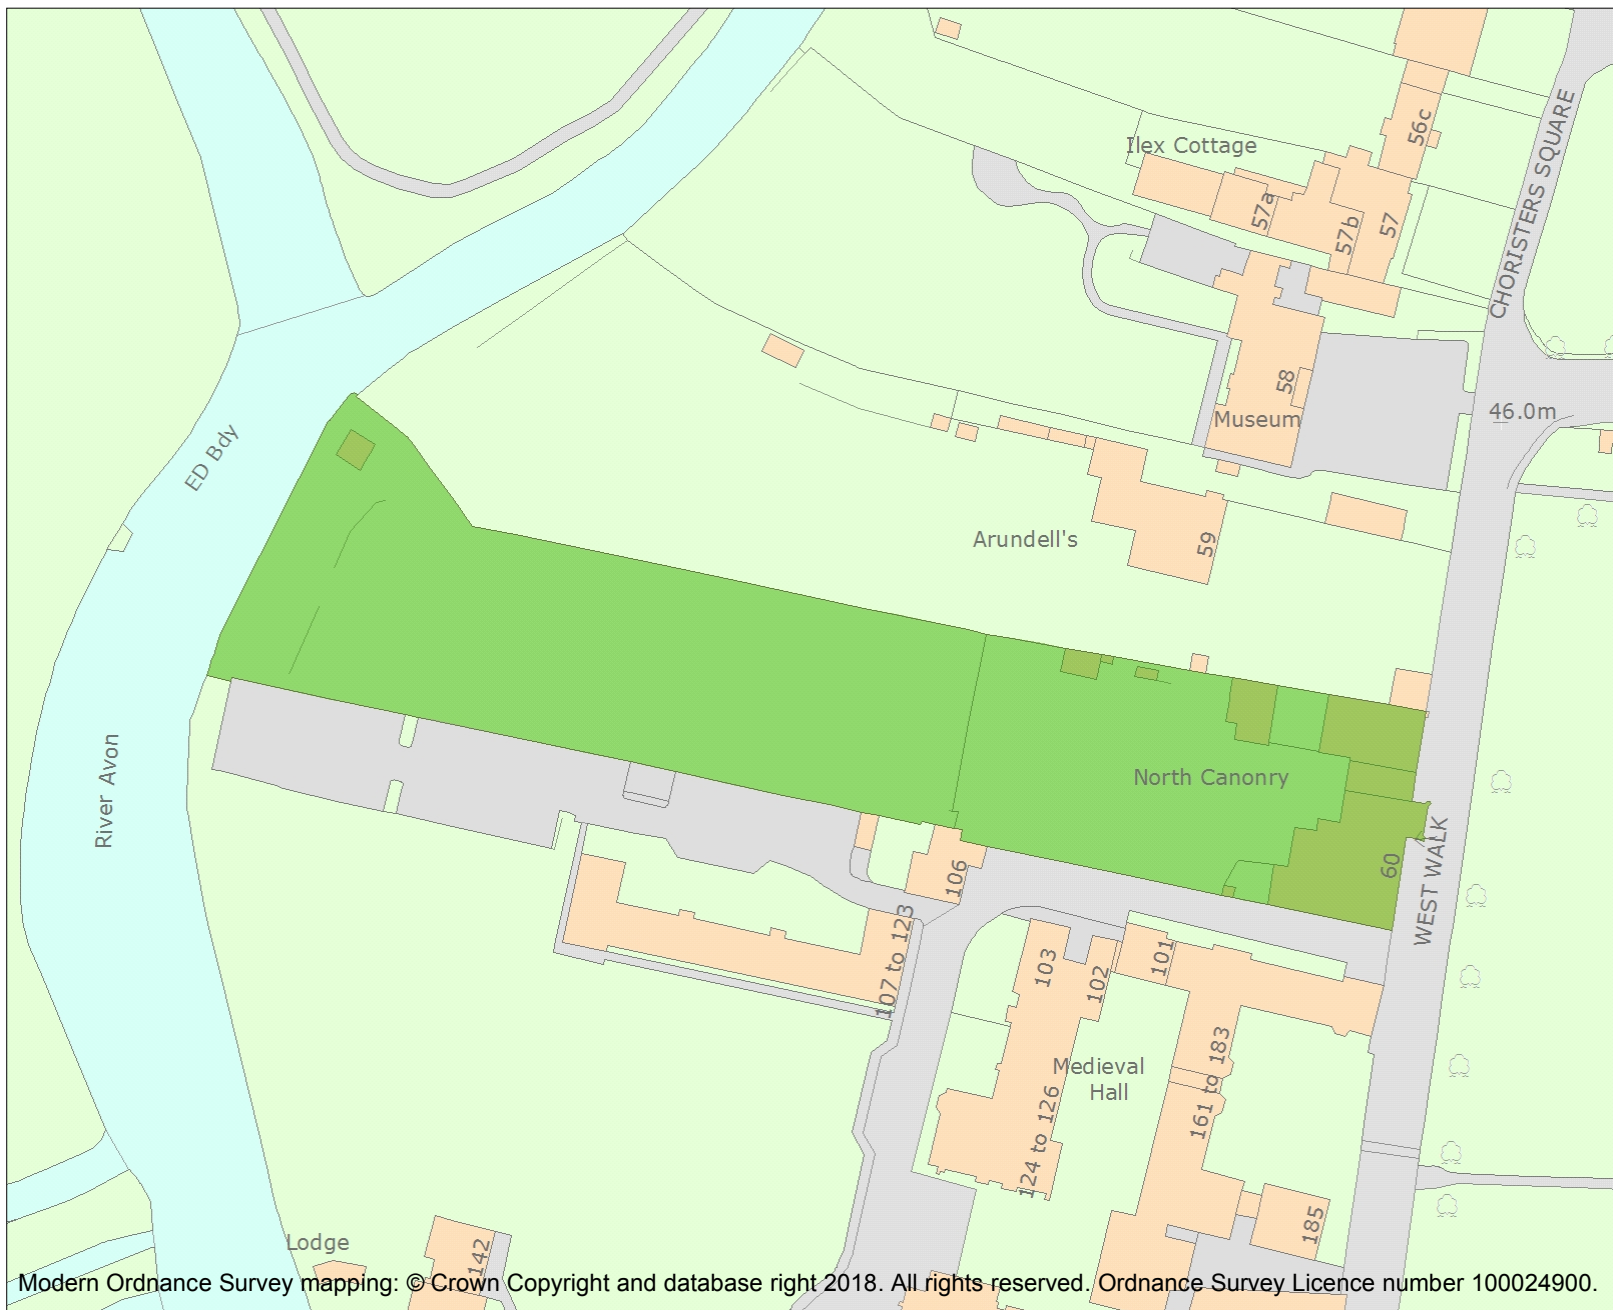 Ilex Cottage
56c
57a
57b
57
CHORISTERS SQUARE
58
Museum
46.0m
ED Bdy
Arundell's
59
North Canonry
River Avon
60
WEST WALK
106
107 to 123
103
102
101
Medieval
Hall
161 to 183
124 to 126
185
Lodge
142
Modern Ordnance Survey mapping: © Crown Copyright and database right 2018. All rights reserved. Ordnance Survey Licence number 100024900.